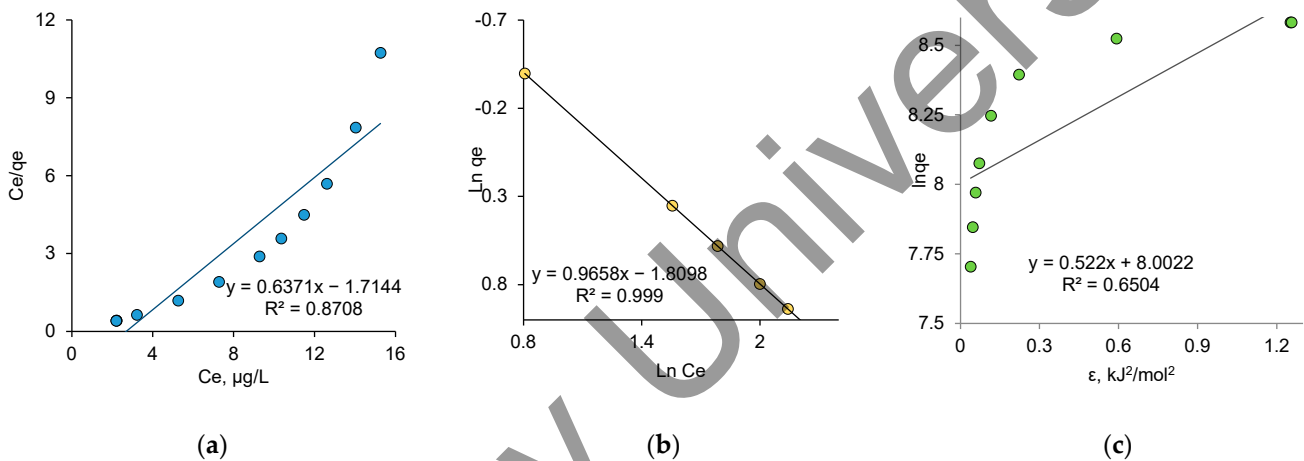 12
9
6
3
0
Ce/qe
0
4
8
12
16
Ce, µg/L
y = 0.6371x − 1.7144
R² = 0.8708
(a)
-0.7
-0.2
0.3
0.8
Ln qe
0.8
1.4
2
Ln Ce
y = 0.9658x − 1.8098
R² = 0.999
(b)
8.5
8.25
8
7.75
7.5
lnqe
0
0.3
0.6
0.9
1.2
ε, kJ²/mol²
y = 0.522x + 8.0022
R² = 0.6504
(c)